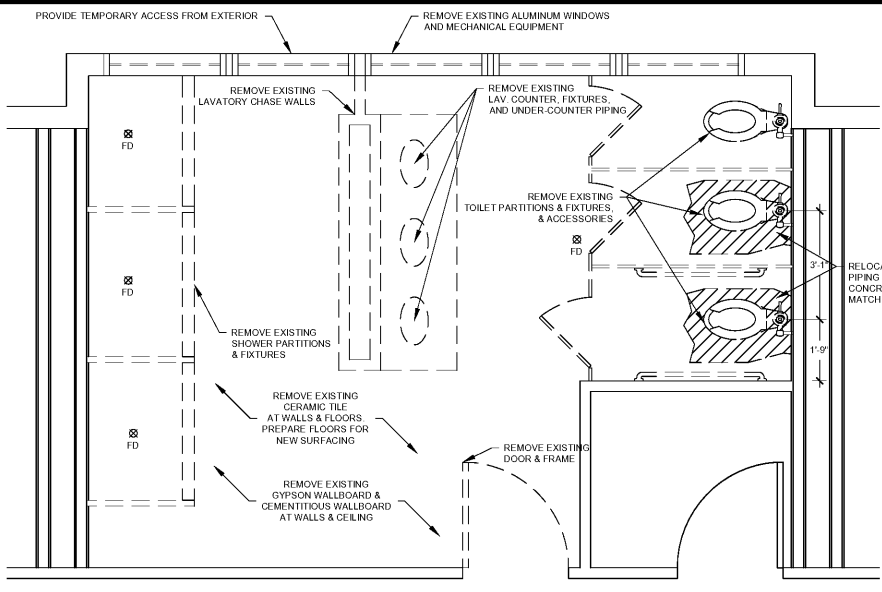 PROVIDE TEMPORARY ACCESS FROM EXTERIOR
REMOVE EXISTING ALUMINUM WINDOWS
AND MECHANICAL EQUIPMENT
REMOVE EXISTING
LAVATORY CHASE WALLS
REMOVE EXISTING
LAV. COUNTER, FIXTURES,
AND UNDER-COUNTER PIPING
FD
REMOVE EXISTING
TOILET PARTITIONS & FIXTURES,
& ACCESSORIES
FD
FD
3'-1"
RELOCA
PIPING
CONCR
MATCH
REMOVE EXISTING
SHOWER PARTITIONS
& FIXTURES
1'-9"
REMOVE EXISTING
CERAMIC TILE
AT WALLS & FLOORS.
PREPARE FLOORS FOR
NEW SURFACING
FD
REMOVE EXISTING
DOOR & FRAME
REMOVE EXISTING
GYPSON WALLBOARD &
CEMENTITIOUS WALLBOARD
AT WALLS & CEILING